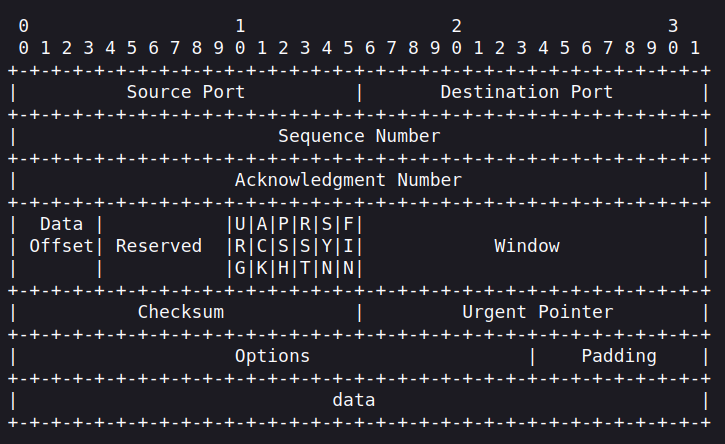 0                   1                   2                   3
 0 1 2 3 4 5 6 7 8 9 0 1 2 3 4 5 6 7 8 9 0 1 2 3 4 5 6 7 8 9 0 1
+-+-+-+-+-+-+-+-+-+-+-+-+-+-+-+-+-+-+-+-+-+-+-+-+-+-+-+-+-+-+-+-+
|          Source Port          |       Destination Port        |
+-+-+-+-+-+-+-+-+-+-+-+-+-+-+-+-+-+-+-+-+-+-+-+-+-+-+-+-+-+-+-+-+
|                        Sequence Number                        |
+-+-+-+-+-+-+-+-+-+-+-+-+-+-+-+-+-+-+-+-+-+-+-+-+-+-+-+-+-+-+-+-+
|                    Acknowledgment Number                      |
+-+-+-+-+-+-+-+-+-+-+-+-+-+-+-+-+-+-+-+-+-+-+-+-+-+-+-+-+-+-+-+-+
|  Data |           |U|A|P|R|S|F|                               |
| Offset| Reserved  |R|C|S|S|Y|I|            Window             |
|       |           |G|K|H|T|N|N|                               |
+-+-+-+-+-+-+-+-+-+-+-+-+-+-+-+-+-+-+-+-+-+-+-+-+-+-+-+-+-+-+-+-+
|           Checksum            |         Urgent Pointer        |
+-+-+-+-+-+-+-+-+-+-+-+-+-+-+-+-+-+-+-+-+-+-+-+-+-+-+-+-+-+-+-+-+
|                    Options                    |    Padding    |
+-+-+-+-+-+-+-+-+-+-+-+-+-+-+-+-+-+-+-+-+-+-+-+-+-+-+-+-+-+-+-+-+
|                             data                              |
+-+-+-+-+-+-+-+-+-+-+-+-+-+-+-+-+-+-+-+-+-+-+-+-+-+-+-+-+-+-+-+-+